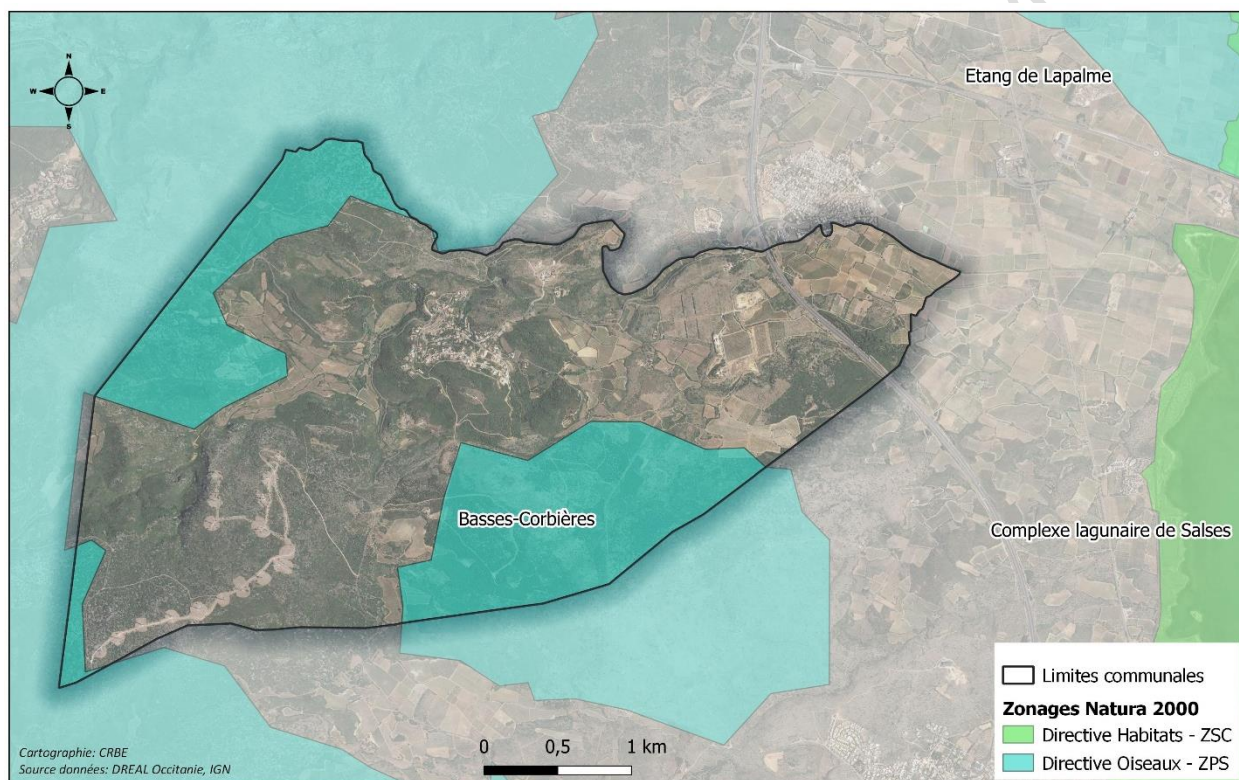 N
W E
S
Etang de Lapalme
Basses-Corbières
Complexe lagunaire de Salses
Limites communales
Zonages Natura 2000
Directive Habitats - ZSC
Directive Oiseaux - ZPS
0 0,5 1 km
Cartographie: CRBE
Source données: DREAL Occitanie, IGN